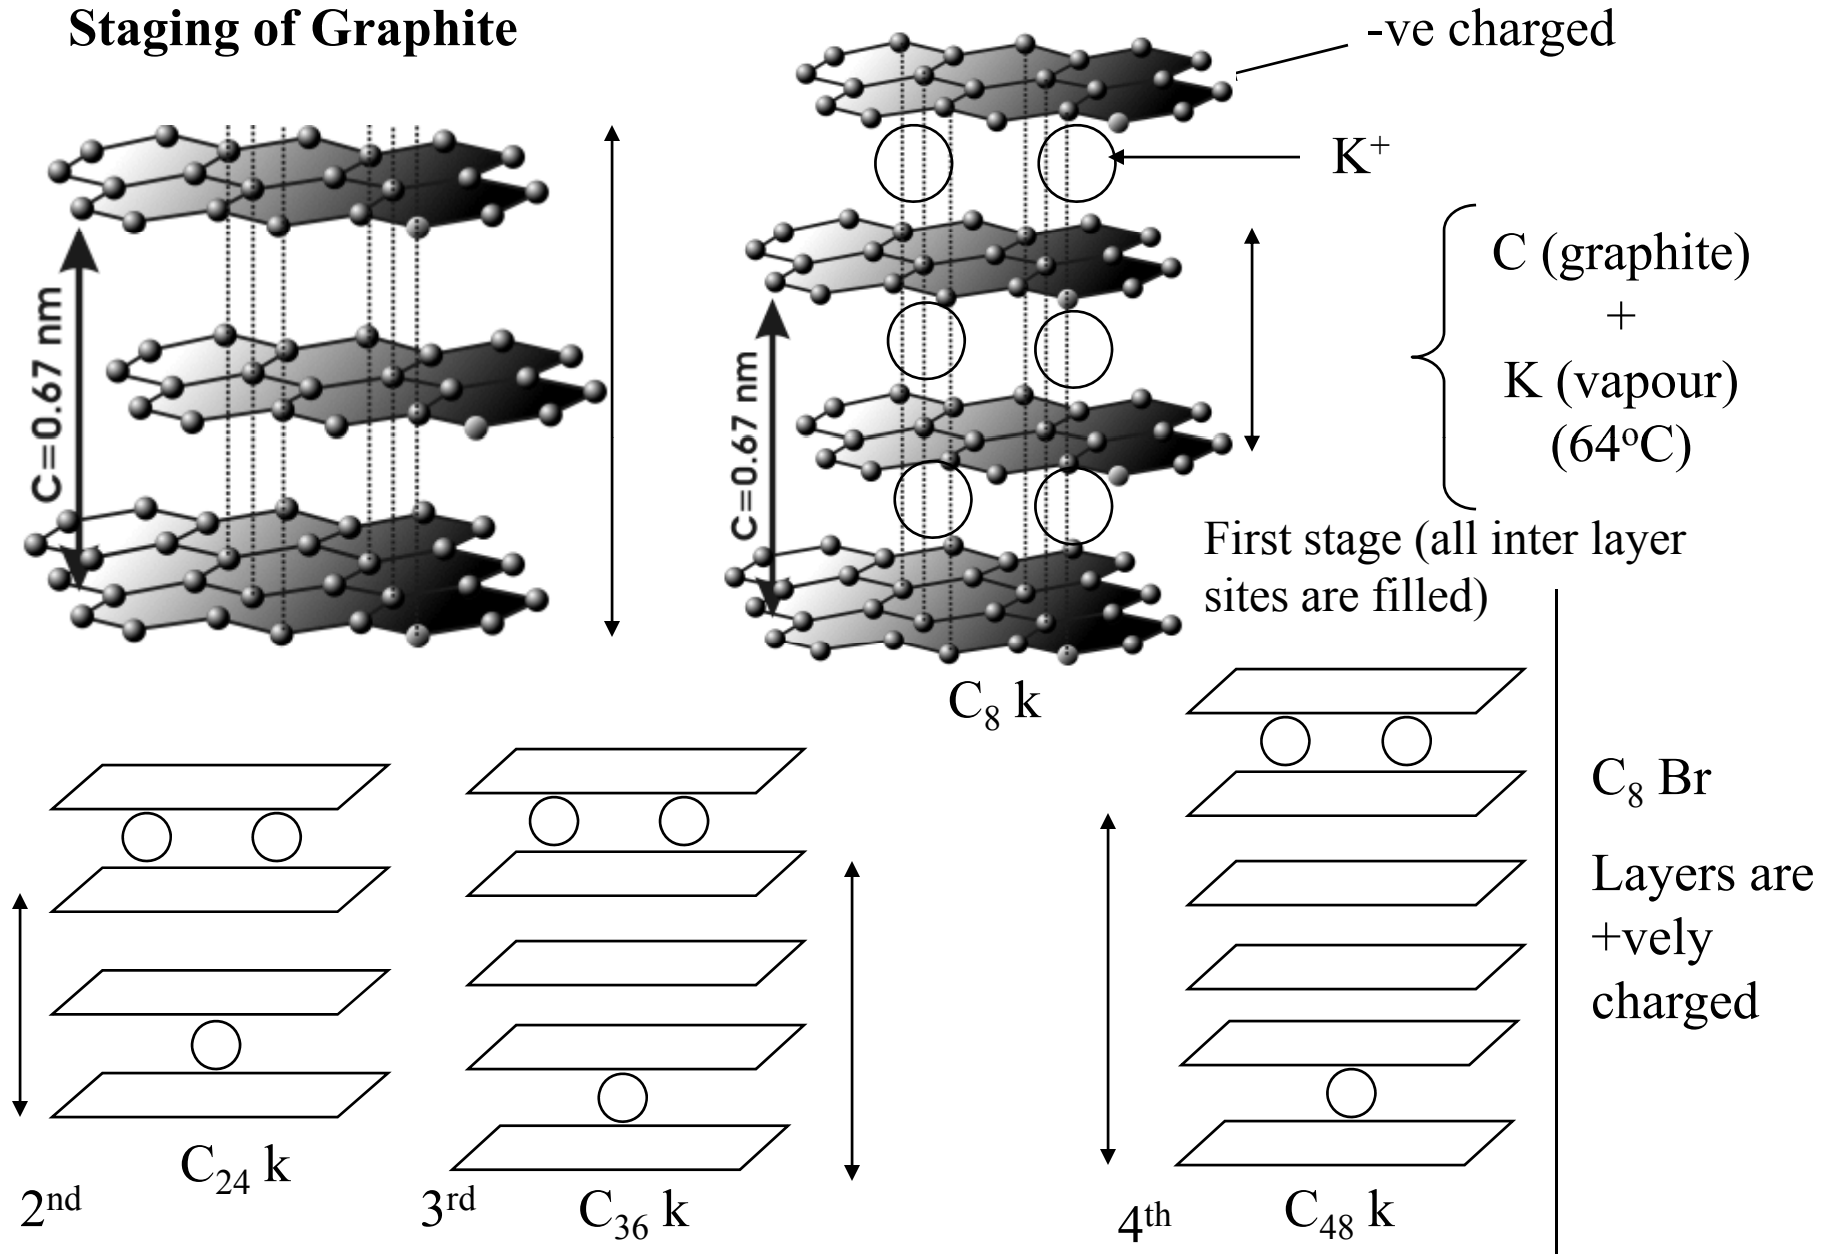 Staging of Graphite
-ve charged
K⁺
C=0.67 nm
C=0.67 nm
C (graphite)
+
K (vapour)
(64°C)
First stage (all inter layer
sites are filled)
C₈ k
C₂₄ k
2ⁿᵈ
3ʳᵈ
C₃₆ k
4ᵗʰ
C₄₈ k
C₈ Br
Layers are
+vely
charged